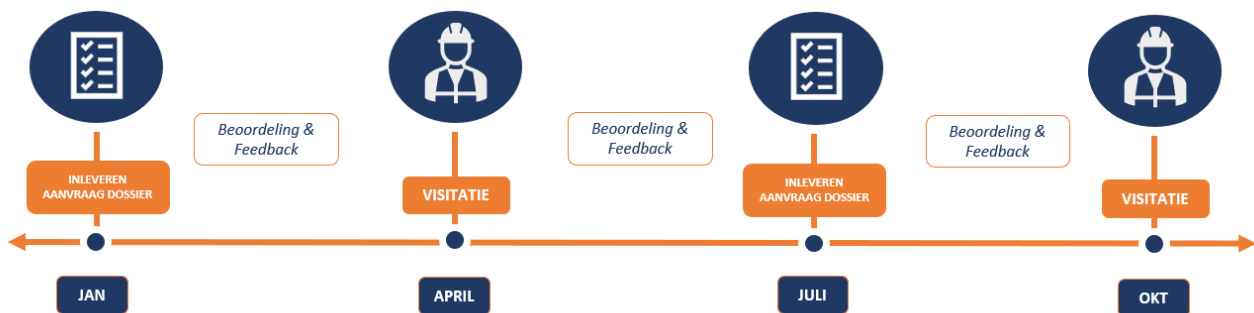 Beoordeling &
Feedback
Beoordeling &
Feedback
Beoordeling &
Feedback
INLEVEREN
AANVRAAG DOSSIER
VISITATIE
INLEVEREN
AANVRAAG DOSSIER
VISITATIE
JAN
APRIL
JULI
OKT